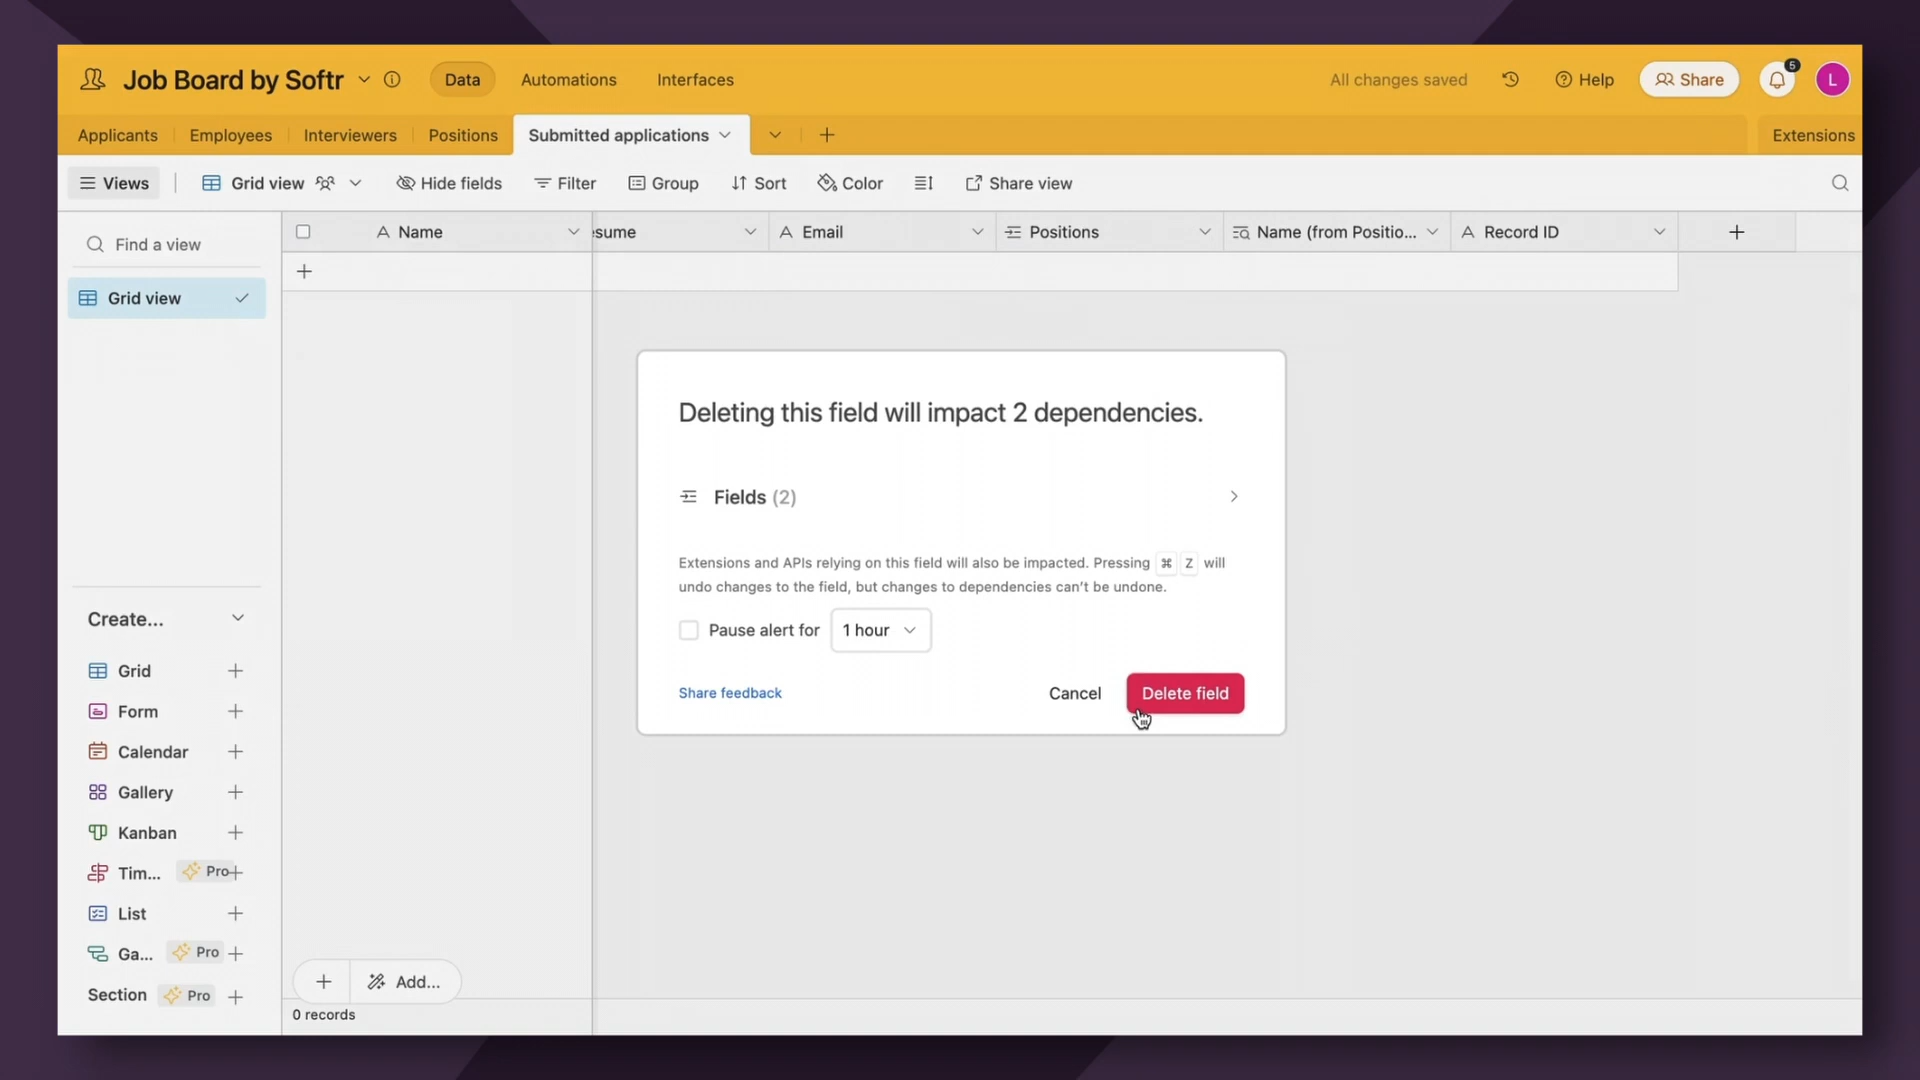 Job Board by Softr
Data
Automations
Interfaces
All changes saved
Help
Share
5
L
Applicants
Employees
Interviewers
Positions
Submitted applications
Extensions
Views
Grid view
Hide fields
Filter
Group
Sort
Color
Share view
Find a view
Grid view
A Name
esume
A Email
Positions
Name (from Positio...
A Record ID
Deleting this field will impact 2 dependencies.
Fields (2)
Extensions and APIs relying on this field will also be impacted. Pressing ⌘ Z will
undo changes to the field, but changes to dependencies can’t be undone.
Pause alert for 1 hour
Share feedback
Cancel
Delete field
Create...
Grid
Form
Calendar
Gallery
Kanban
Tim... Pro
List
Ga... Pro
Section Pro
Add...
0 records